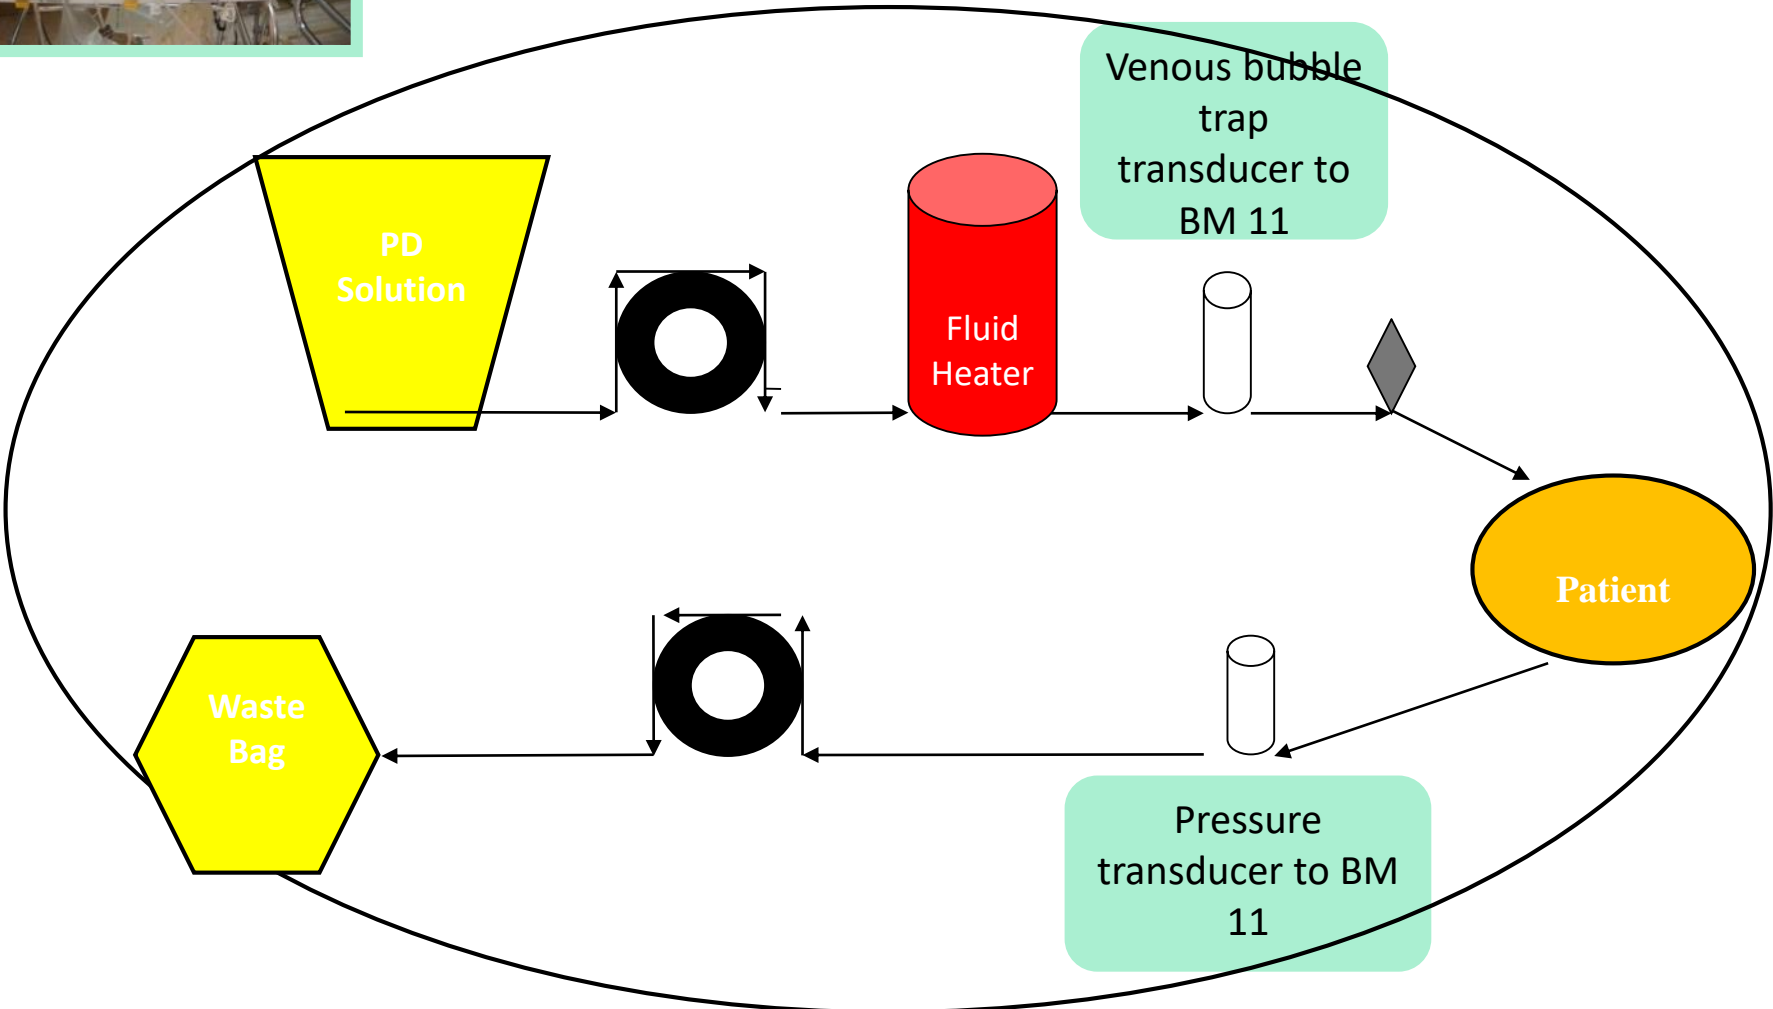 Venous bubble
trap
transducer to
BM 11
PD
Solution
Fluid
Heater
Patient
Waste
Bag
Pressure
transducer to BM
11